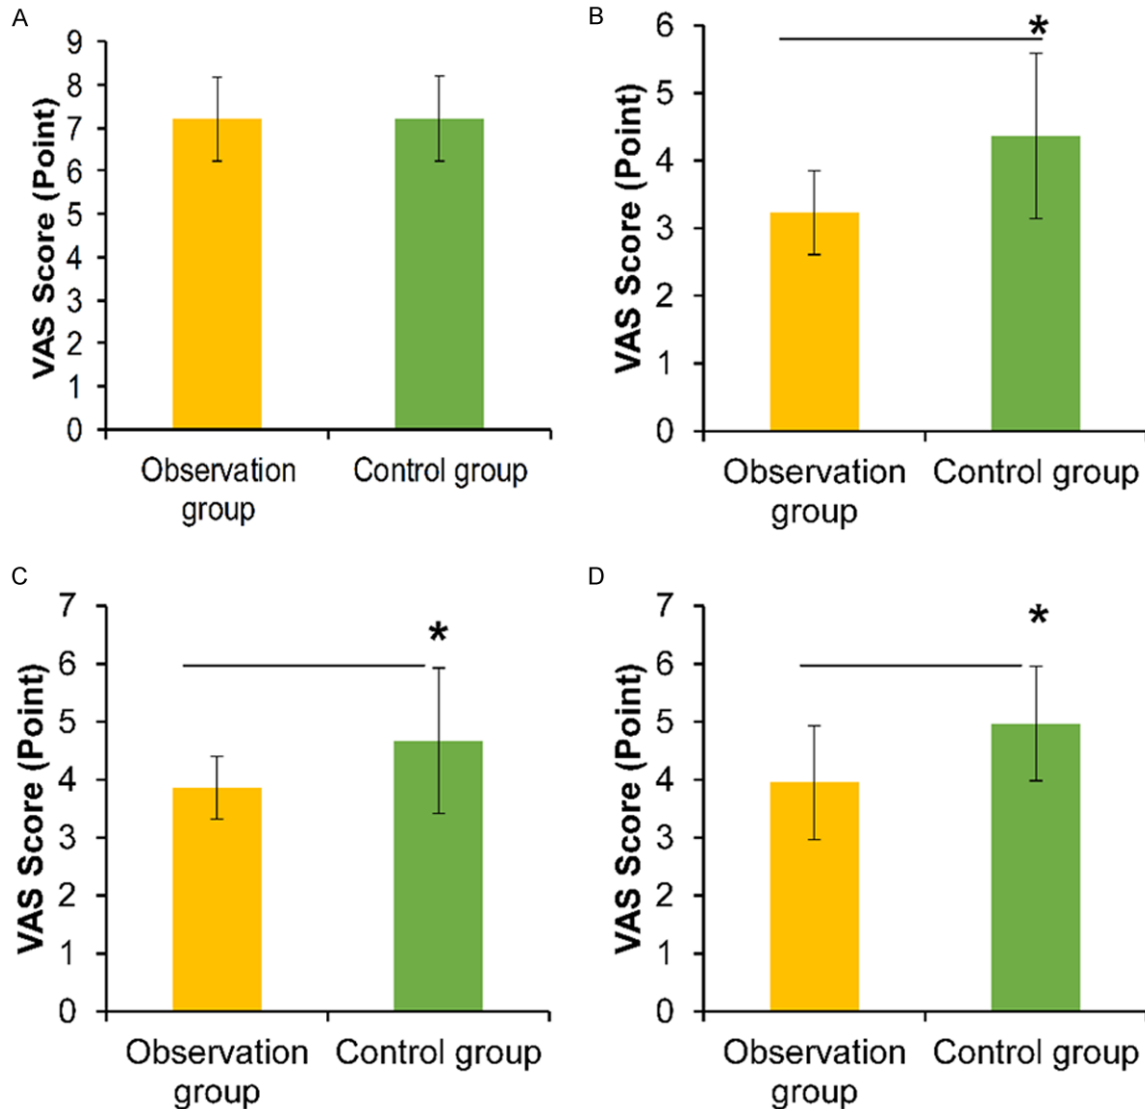 A
VAS Score (Point)
9
8
7
6
5
4
3
2
1
0
Observation
group
Control group
B
VAS Score (Point)
6
5
4
3
2
1
0
*
Observation
group
Control group
C
VAS Score (Point)
7
6
5
4
3
2
1
0
*
Observation
group
Control group
D
VAS Score (Point)
7
6
5
4
3
2
1
0
*
Observation
group
Control group